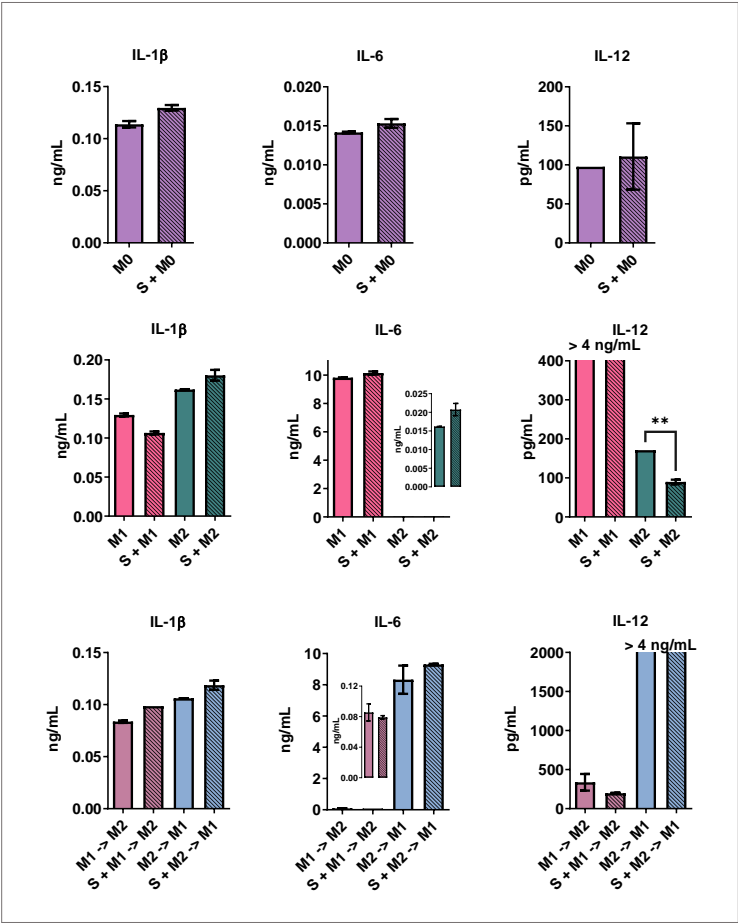 IL-1β
ng/mL
0.15
0.10
0.05
0.00
M0
S + M0
IL-6
ng/mL
0.020
0.015
0.010
0.005
0.000
M0
S + M0
IL-12
pg/mL
200
150
100
50
0
M0
S + M0
IL-1β
ng/mL
0.20
0.15
0.10
0.05
0.00
M1
S + M1
M2
S + M2
IL-6
ng/mL
10
8
6
4
2
0
M1
S + M1
M2
S + M2
ng/mL
0.025
0.020
0.015
0.010
0.005
0.000
IL-12
> 4 ng/mL
pg/mL
400
300
200
100
0
**
M1
S + M1
M2
S + M2
IL-1β
ng/mL
0.15
0.10
0.05
0.00
M1 -> M2
S + M1 -> M2
M2 -> M1
S + M2 -> M1
IL-6
ng/mL
10
8
6
4
2
0
ng/mL
0.12
0.08
0.04
0.00
M1 -> M2
S + M1 -> M2
M2 -> M1
S + M2 -> M1
IL-12
> 4 ng/mL
pg/mL
2000
1500
1000
500
0
M1 -> M2
S + M1 -> M2
M2 -> M1
S + M2 -> M1